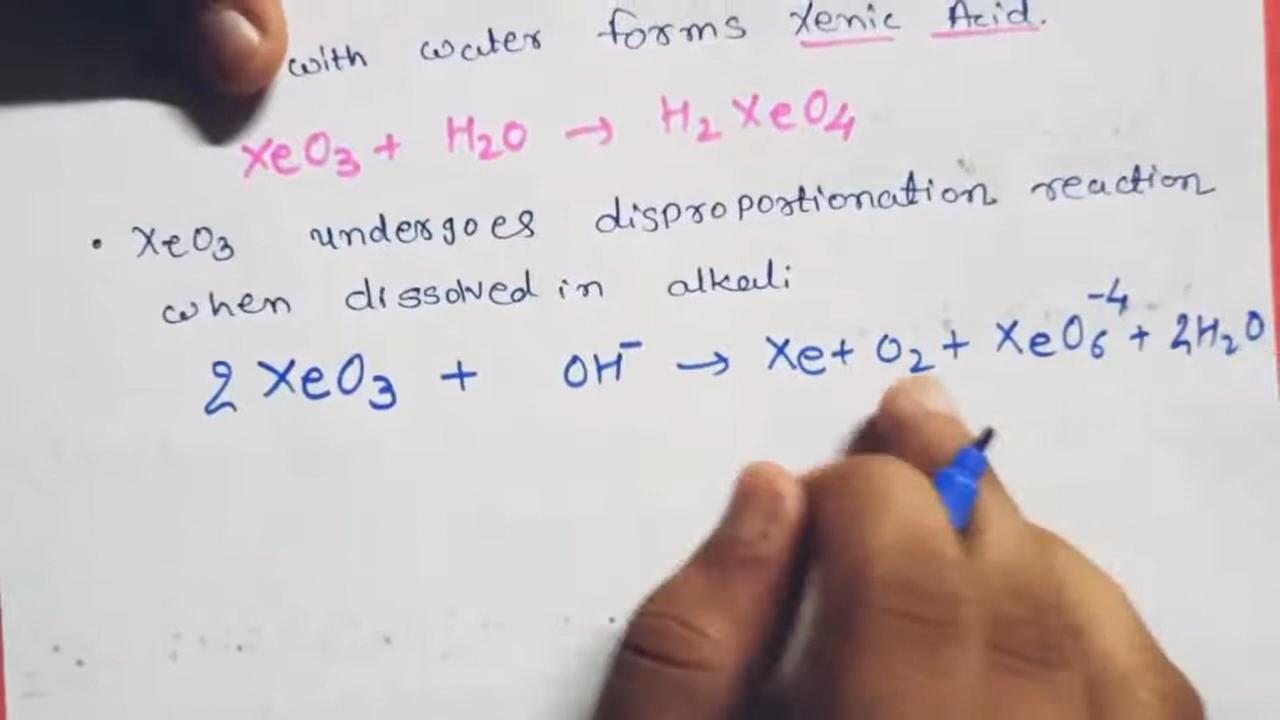 with water forms Xenic Acid.
XeO₃ + H₂O → H₂XeO₄
• XeO₃ undergoes disproportionation reaction
when dissolved in alkali
2XeO₃ + OH⁻ → Xe + O₂ + XeO₆⁻⁴ + 2H₂O